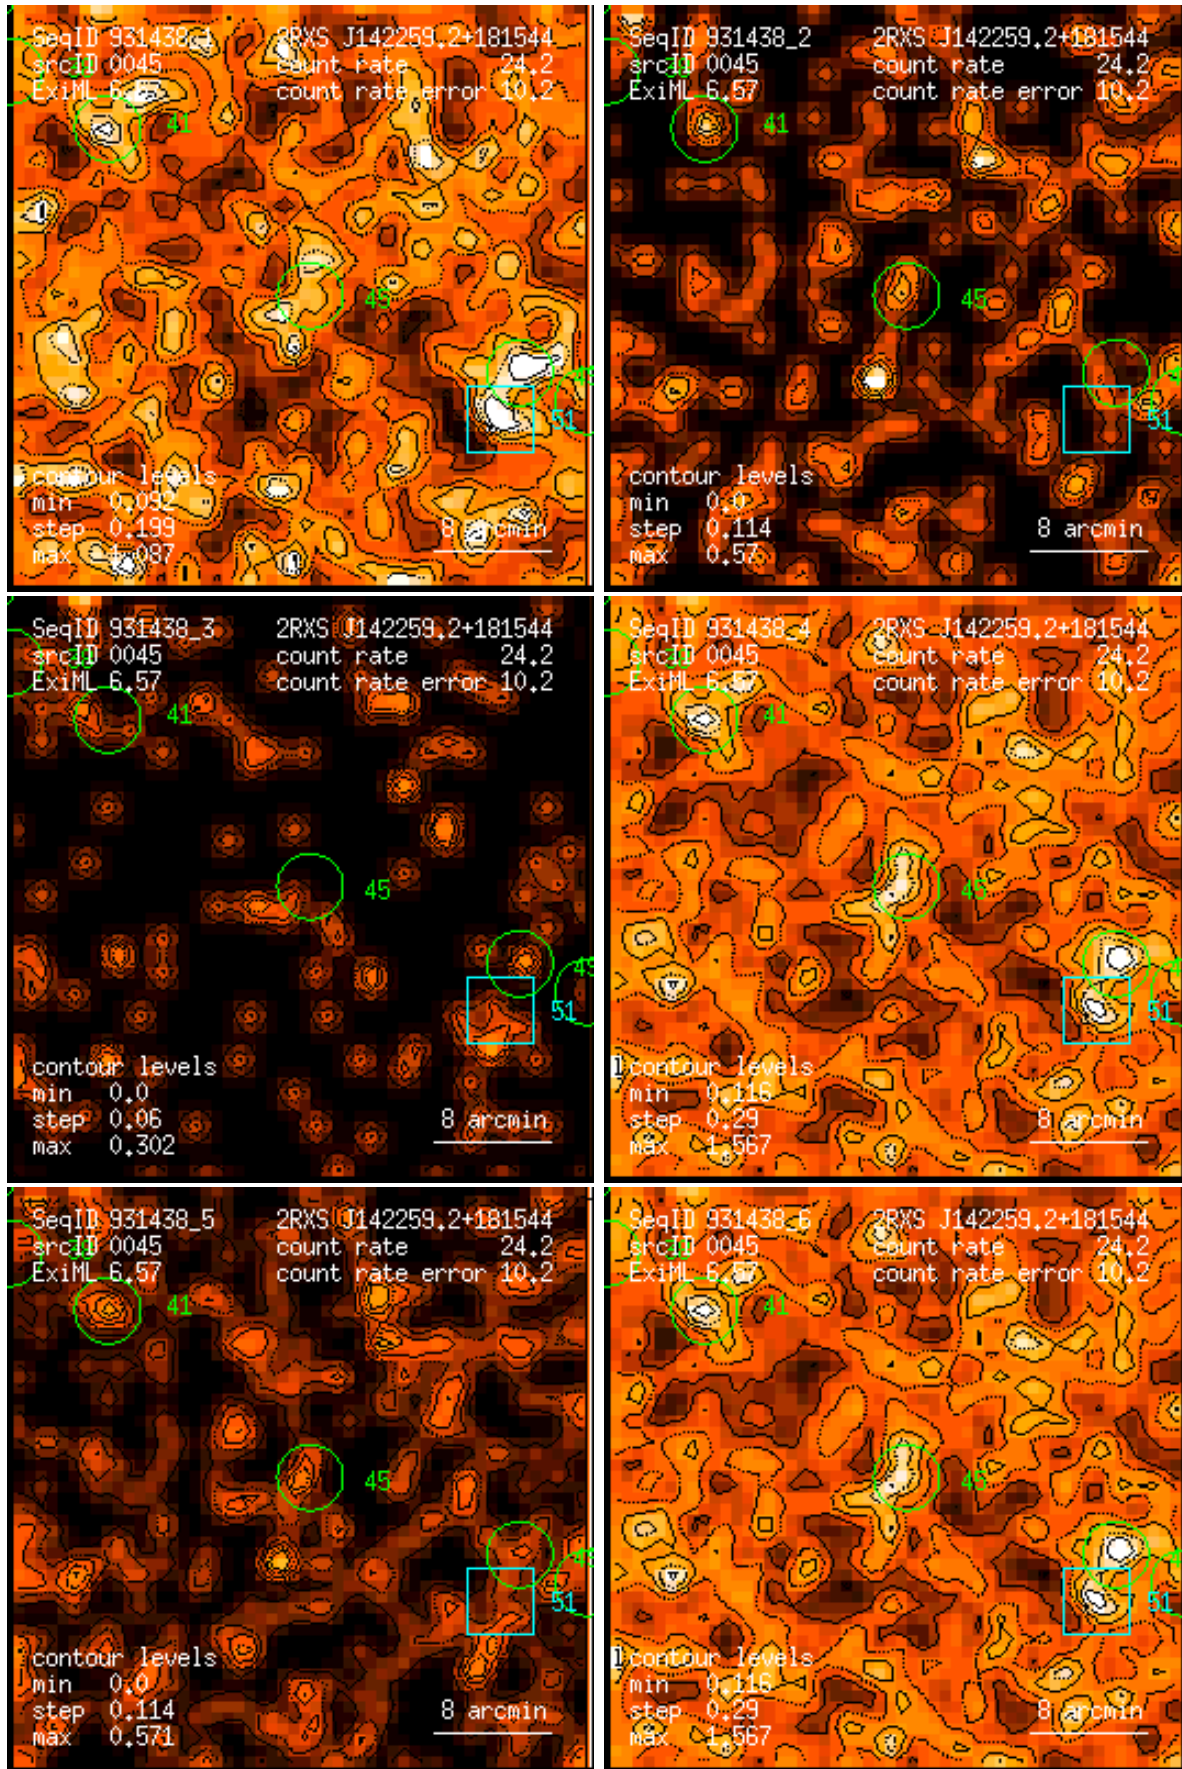 SeqID 931438_1 2RXS J142259.2+181544
srcID 0045 count rate 24.2
ExiML 6.57 count rate error 10.2
41
45
51
contour levels
min 0.092
step 0.199
max 1.087
8 arcmin
SeqID 931438_2 2RXS J142259.2+181544
srcID 0045 count rate 24.2
ExiML 6.57 count rate error 10.2
41
45
51
contour levels
min 0.0
step 0.114
max 0.57
8 arcmin
SeqID 931438_3 2RXS J142259.2+181544
srcID 0045 count rate 24.2
ExiML 6.57 count rate error 10.2
41
45
51
contour levels
min 0.0
step 0.06
max 0.302
8 arcmin
SeqID 931438_4 2RXS J142259.2+181544
srcID 0045 count rate 24.2
ExiML 6.57 count rate error 10.2
41
45
51
contour levels
min 0.116
step 0.29
max 1.567
8 arcmin
SeqID 931438_5 2RXS J142259.2+181544
srcID 0045 count rate 24.2
ExiML 6.57 count rate error 10.2
41
45
51
contour levels
min 0.0
step 0.114
max 0.571
8 arcmin
SeqID 931438_6 2RXS J142259.2+181544
srcID 0045 count rate 24.2
ExiML 6.57 count rate error 10.2
41
45
51
contour levels
min 0.116
step 0.29
max 1.567
8 arcmin